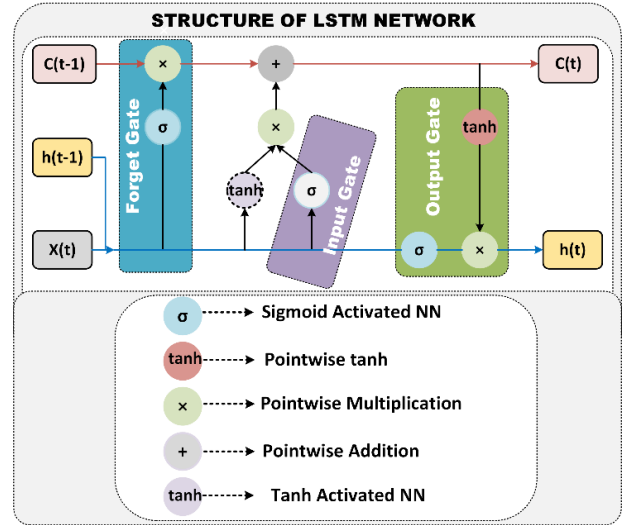 STRUCTURE OF LSTM NETWORK
C(t-1)
×
+
C(t)
Forget Gate
σ
×
tanh
Output Gate
h(t-1)
tanh
σ
Input Gate
X(t)
σ
×
h(t)
σ Sigmoid Activated NN
tanh Pointwise tanh
× Pointwise Multiplication
+ Pointwise Addition
tanh Tanh Activated NN